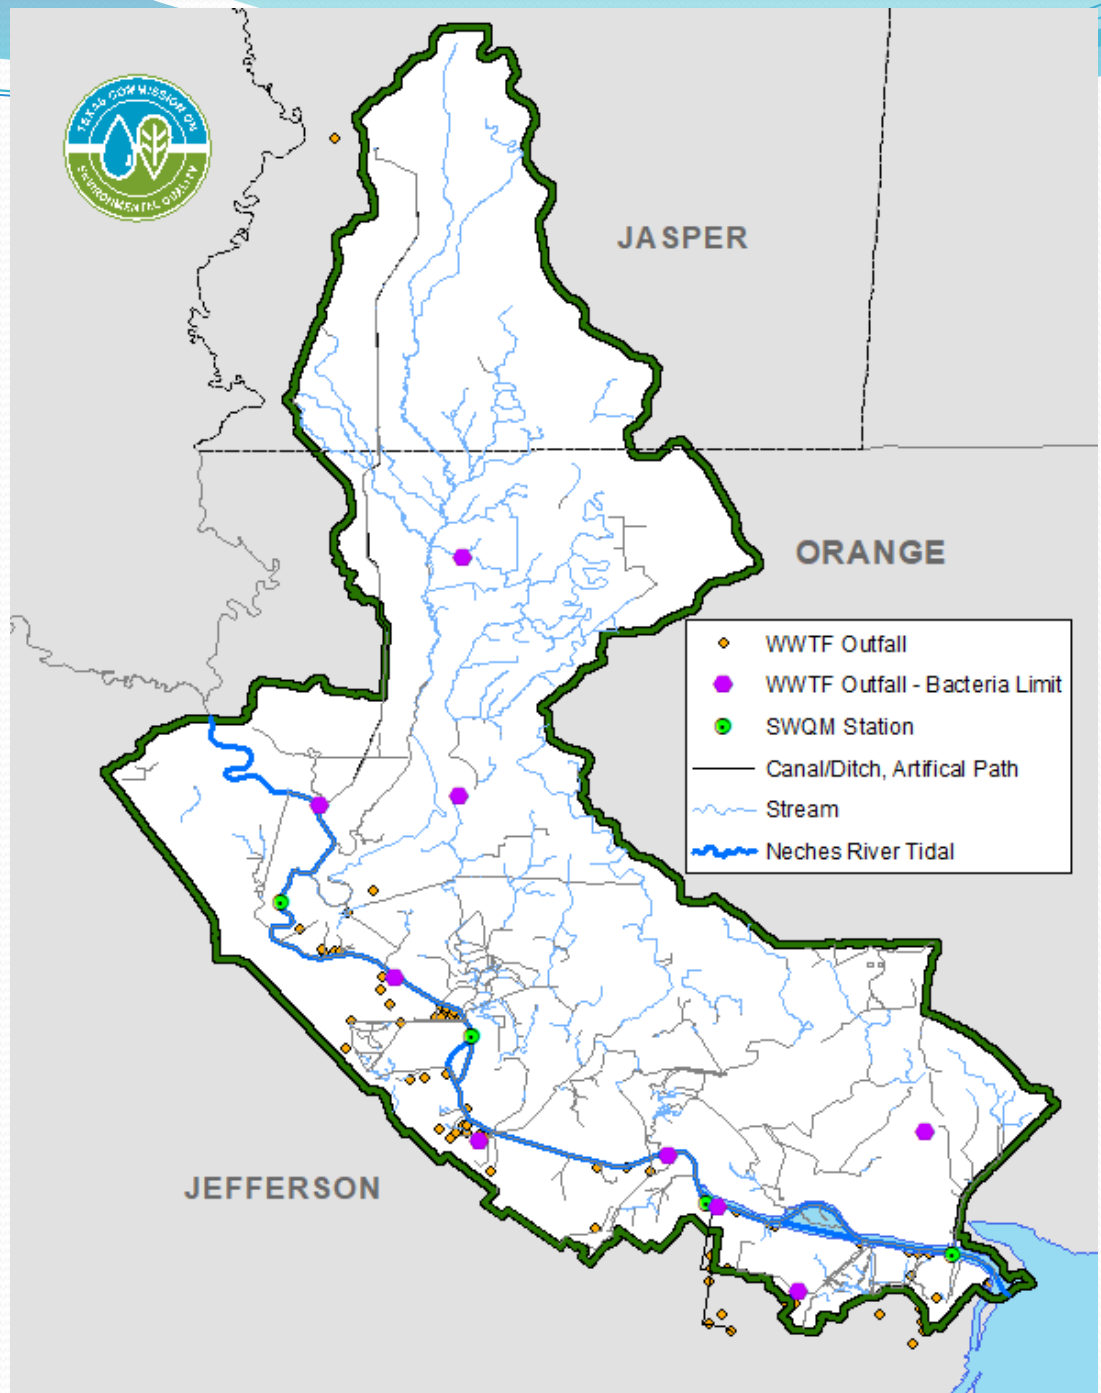 TEXAS COMMISSION ON
ENVIRONMENTAL QUALITY
JASPER
ORANGE
WWTF Outfall
WWTF Outfall - Bacteria Limit
SWQM Station
Canal/Ditch, Artifical Path
Stream
Neches River Tidal
JEFFERSON